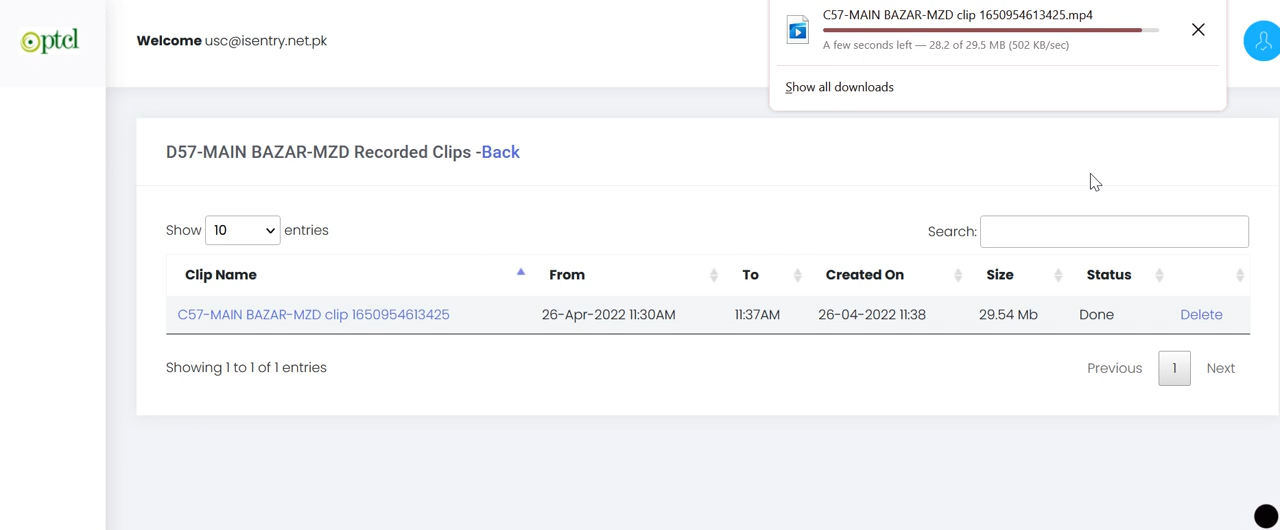 ptcl
Welcome usc@isentry.net.pk
C57-MAIN BAZAR-MZD clip 1650954613425.mp4
A few seconds left — 28.2 of 29.5 MB (502 KB/sec)
Show all downloads
D57-MAIN BAZAR-MZD Recorded Clips -Back
Show 10 entries
Search:
Clip Name From To Created On Size Status
C57-MAIN BAZAR-MZD clip 1650954613425 26-Apr-2022 11:30AM 11:37AM 26-04-2022 11:38 29.54 Mb Done Delete
Showing 1 to 1 of 1 entries
Previous 1 Next